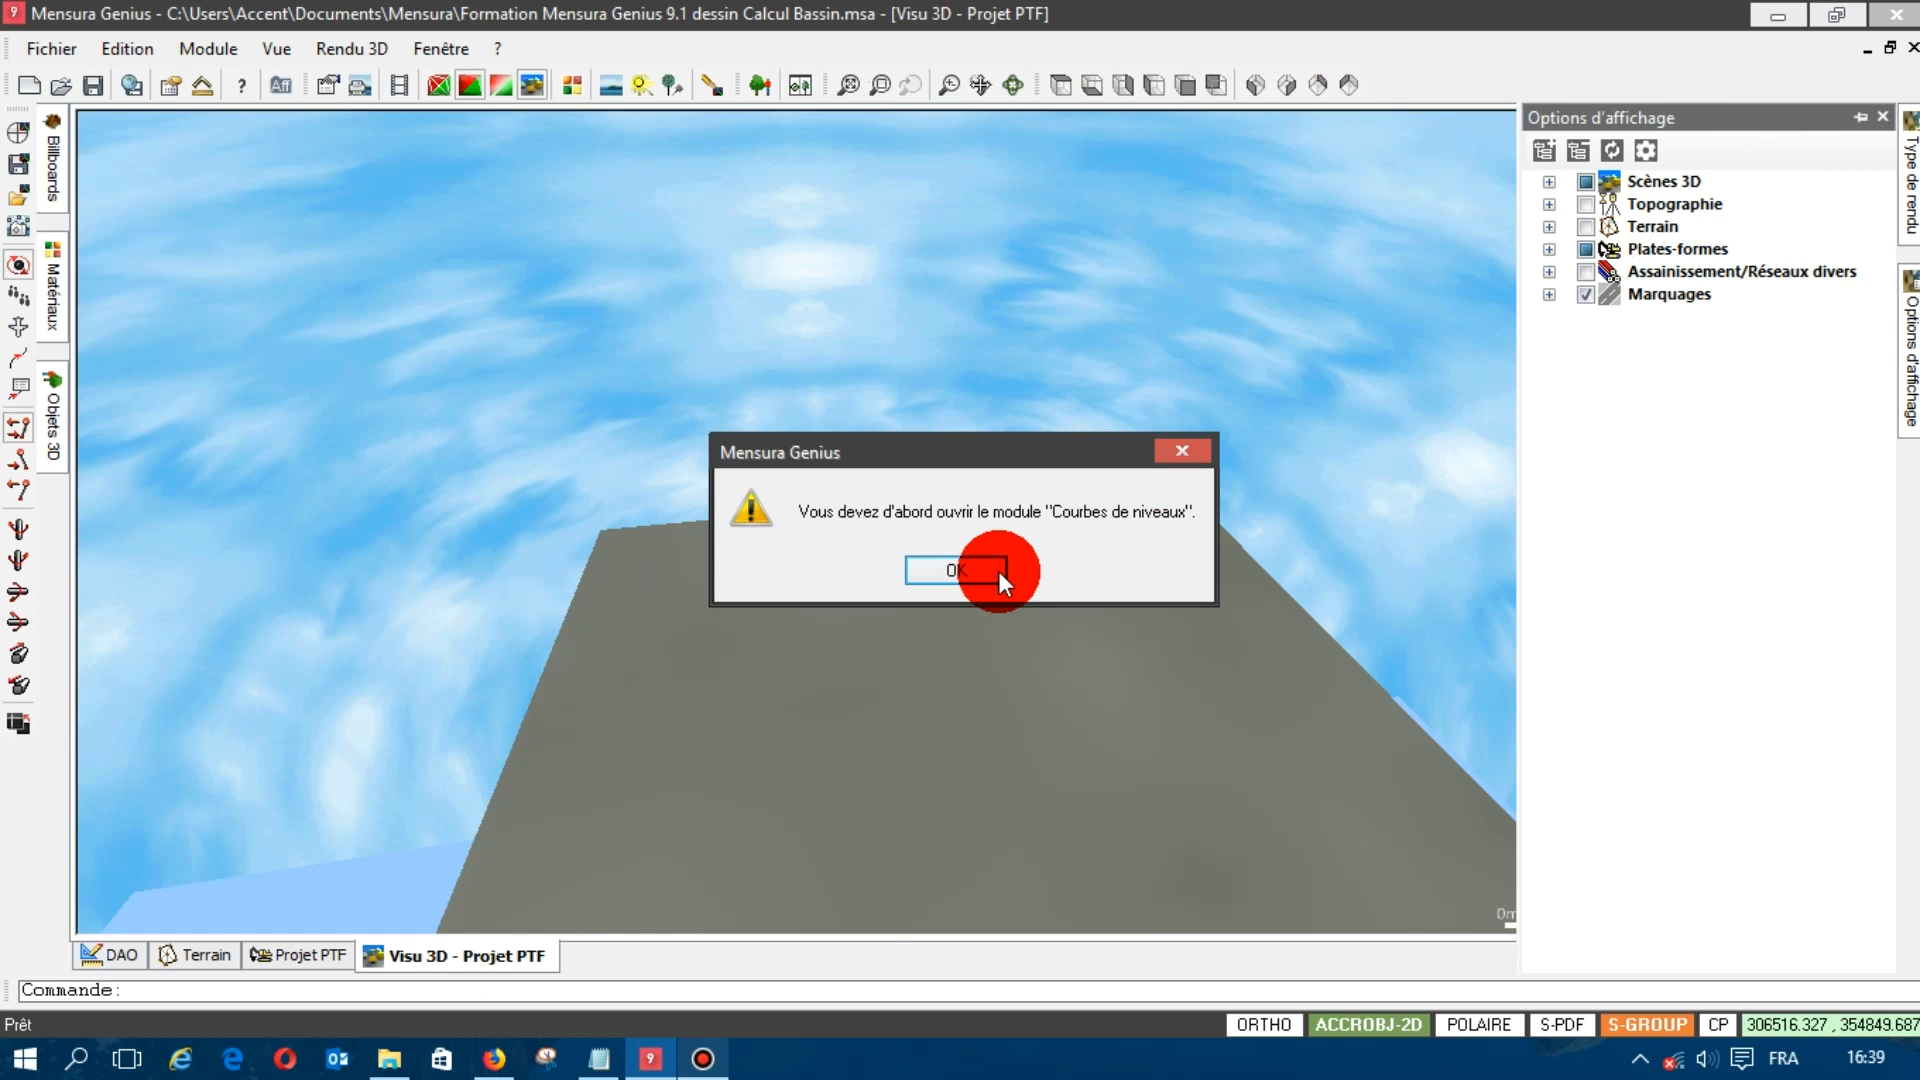 Mensura Genius - C:\Users\Accent\Documents\Mensura\Formation Mensura Genius 9.1 dessin Calcul Bassin.msa - [Visu 3D - Projet PTF]
Fichier Edition Module Vue Rendu 3D Fenêtre ?
Billboards
Matériaux
Objets 3D
Options d'affichage
Scènes 3D
Topographie
Terrain
Plates-formes
Assainissement/Réseaux divers
Marquages
Type de rendu
Options d'affichage
Mensura Genius
Vous devez d'abord ouvrir le module "Courbes de niveaux".
OK
0m
DAO Terrain Projet PTF Visu 3D - Projet PTF
Commande:
Prêt ORTHO ACCROBJ-2D POLAIRE S-PDF S-GROUP CP 306516.327 , 354849.687
FRA 16:39